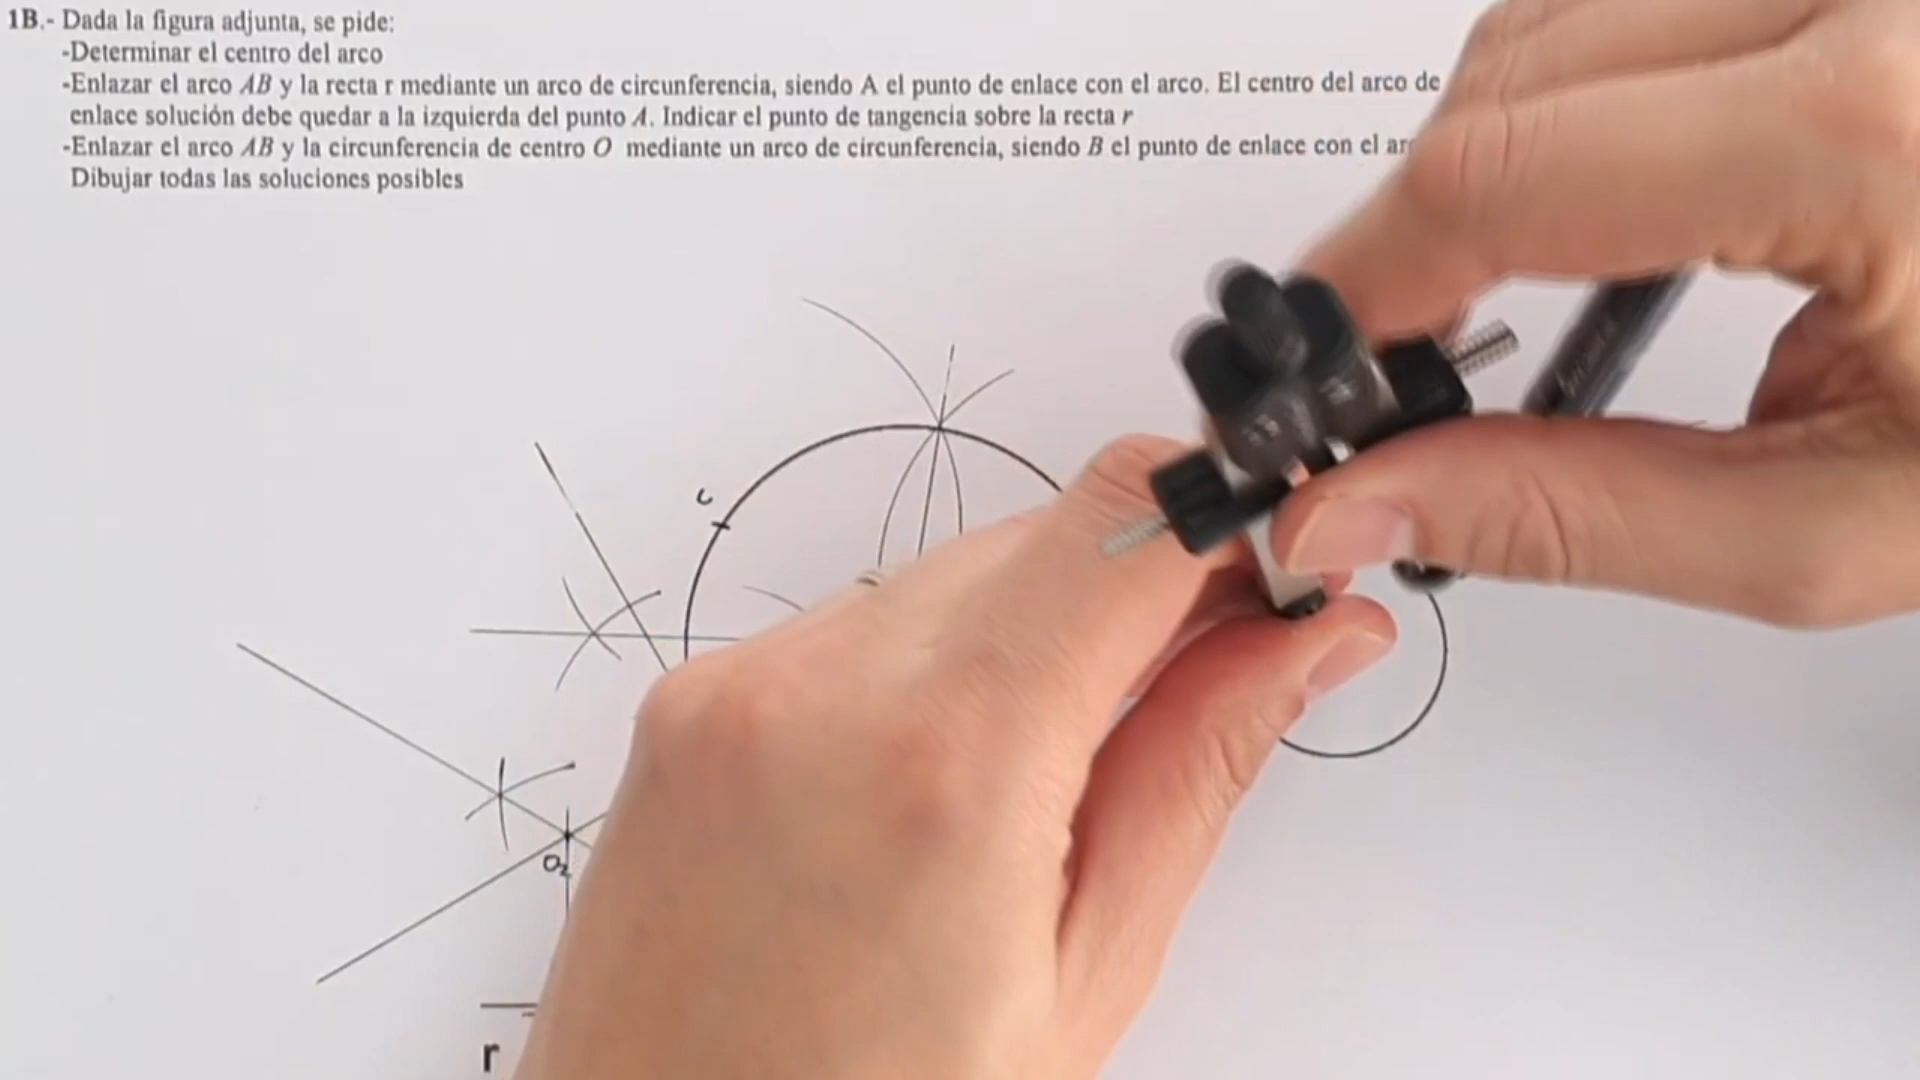 1B.- Dada la figura adjunta, se pide:
-Determinar el centro del arco
-Enlazar el arco AB y la recta r mediante un arco de circunferencia, siendo A el punto de enlace con el arco. El centro del arco de
enlace solución debe quedar a la izquierda del punto A. Indicar el punto de tangencia sobre la recta r
-Enlazar el arco AB y la circunferencia de centro O mediante un arco de circunferencia, siendo B el punto de enlace con el
Dibujar todas las soluciones posibles
C
O2
r